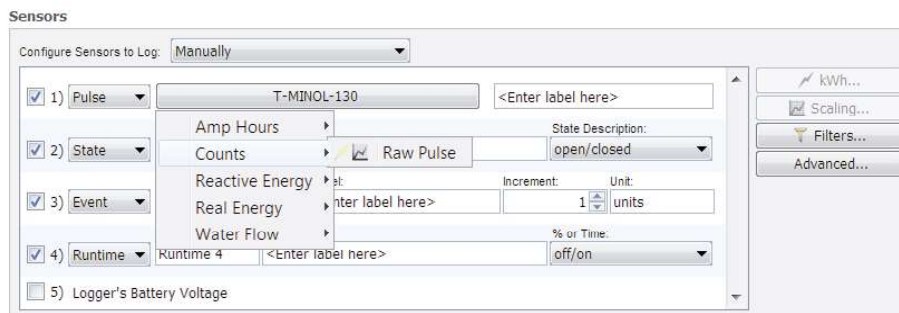 Sensors
Configure Sensors to Log: Manually
kWh...
1) Pulse T-MINOL-130 <Enter label here>
Scaling...
Amp Hours State Description:
Filters...
2) State Counts Raw Pulse open/closed
Advanced...
Reactive Energy el: Increment: Unit:
3) Event nter label here> 1 units
Real Energy
Water Flow % or Time:
4) Runtime Runtime 4 <Enter label here> off/on
5) Logger's Battery Voltage